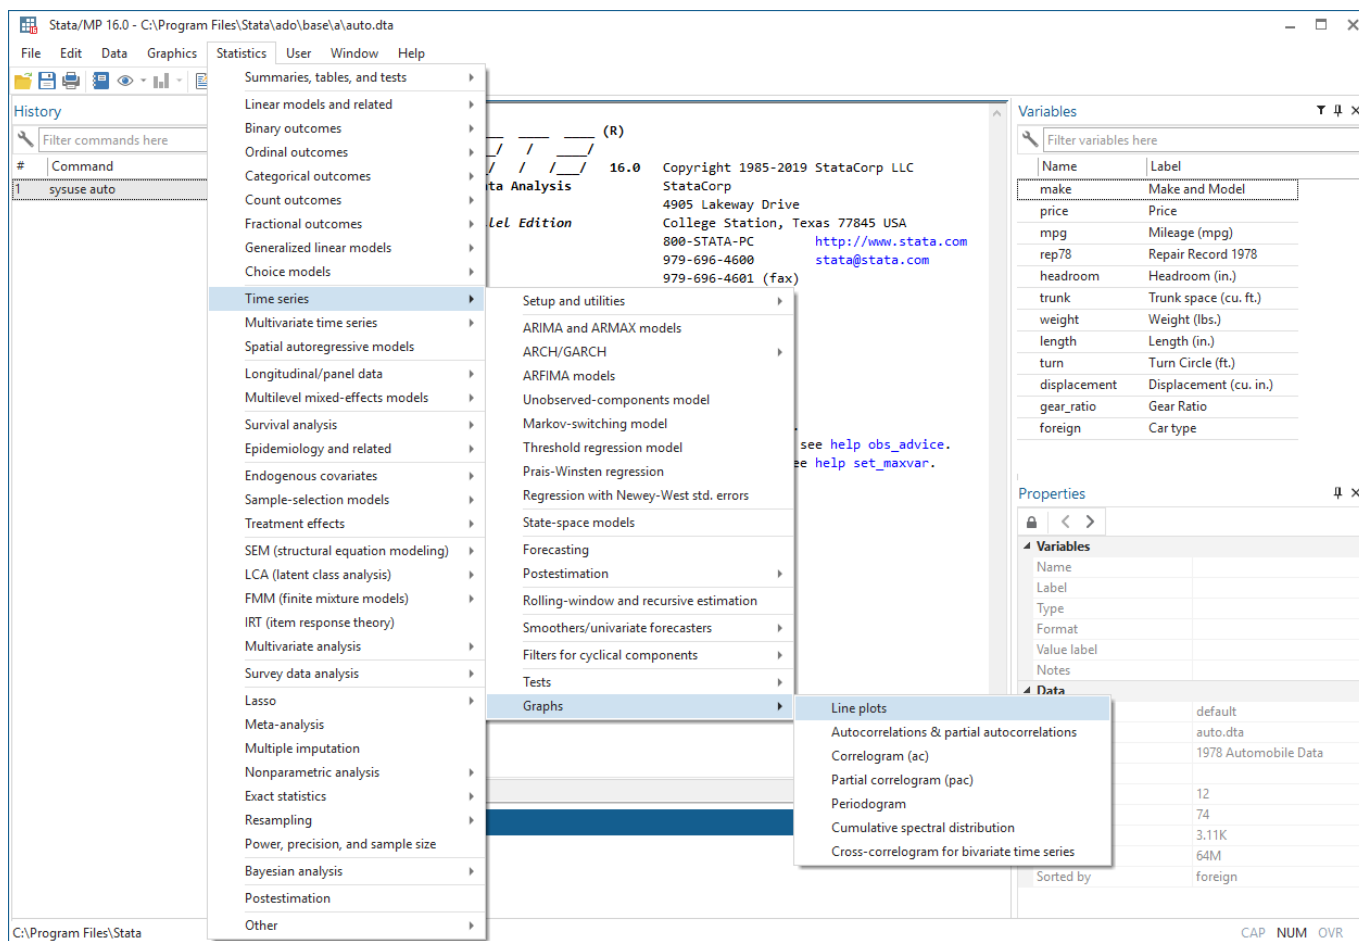 Stata/MP 16.0 - C:\Program Files\Stata\ado\base\a\auto.dta
File Edit Data Graphics Statistics User Window Help
History
Filter commands here
# Command
1 sysuse auto
Summaries, tables, and tests
Linear models and related
Binary outcomes
Ordinal outcomes
Categorical outcomes
Count outcomes
Fractional outcomes
Generalized linear models
Choice models
Time series
Multivariate time series
Spatial autoregressive models
Longitudinal/panel data
Multilevel mixed-effects models
Survival analysis
Epidemiology and related
Endogenous covariates
Sample-selection models
Treatment effects
SEM (structural equation modeling)
LCA (latent class analysis)
FMM (finite mixture models)
IRT (item response theory)
Multivariate analysis
Survey data analysis
Lasso
Meta-analysis
Multiple imputation
Nonparametric analysis
Exact statistics
Resampling
Power, precision, and sample size
Bayesian analysis
Postestimation
Other
(R)
16.0 Copyright 1985-2019 StataCorp LLC
ta Analysis StataCorp
4905 Lakeway Drive
lel Edition College Station, Texas 77845 USA
800-STATA-PC http://www.stata.com
979-696-4600 stata@stata.com
979-696-4601 (fax)
see help obs_advice.
ee help set_maxvar.
Setup and utilities
ARIMA and ARMAX models
ARCH/GARCH
ARFIMA models
Unobserved-components model
Markov-switching model
Threshold regression model
Prais-Winsten regression
Regression with Newey-West std. errors
State-space models
Forecasting
Postestimation
Rolling-window and recursive estimation
Smoothers/univariate forecasters
Filters for cyclical components
Tests
Graphs
Line plots
Autocorrelations & partial autocorrelations
Correlogram (ac)
Partial correlogram (pac)
Periodogram
Cumulative spectral distribution
Cross-correlogram for bivariate time series
Variables
Filter variables here
Name Label
make Make and Model
price Price
mpg Mileage (mpg)
rep78 Repair Record 1978
headroom Headroom (in.)
trunk Trunk space (cu. ft.)
weight Weight (lbs.)
length Length (in.)
turn Turn Circle (ft.)
displacement Displacement (cu. in.)
gear_ratio Gear Ratio
foreign Car type
Properties
Variables
Name
Label
Type
Format
Value label
Notes
Data
default
auto.dta
1978 Automobile Data
12
74
3.11K
64M
Sorted by foreign
C:\Program Files\Stata
CAP NUM OVR